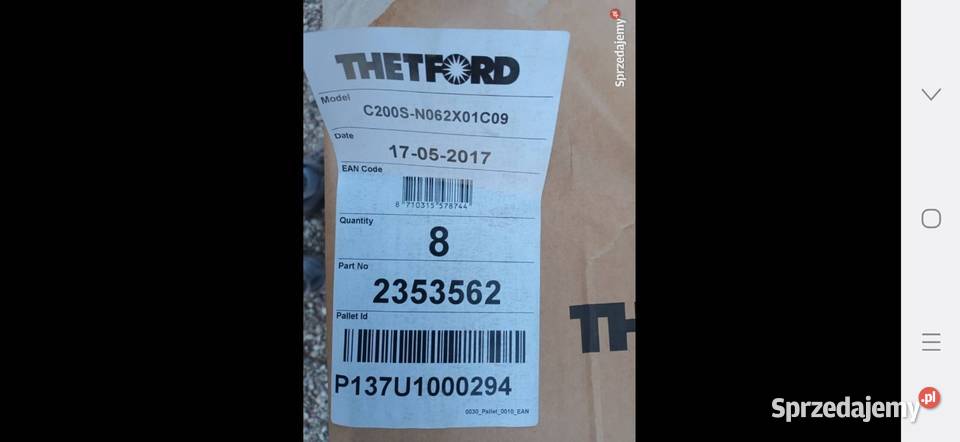 THETFORD
Model
C200S-N062X01C09
Date
17-05-2017
EAN Code
8 710315 578744
Quantity
8
Part No
2353562
Pallet Id
P137U1000294
0030_Pallet_0010_EAN
TH
Sprzedajemy.pl
Sprzedajemy.pl